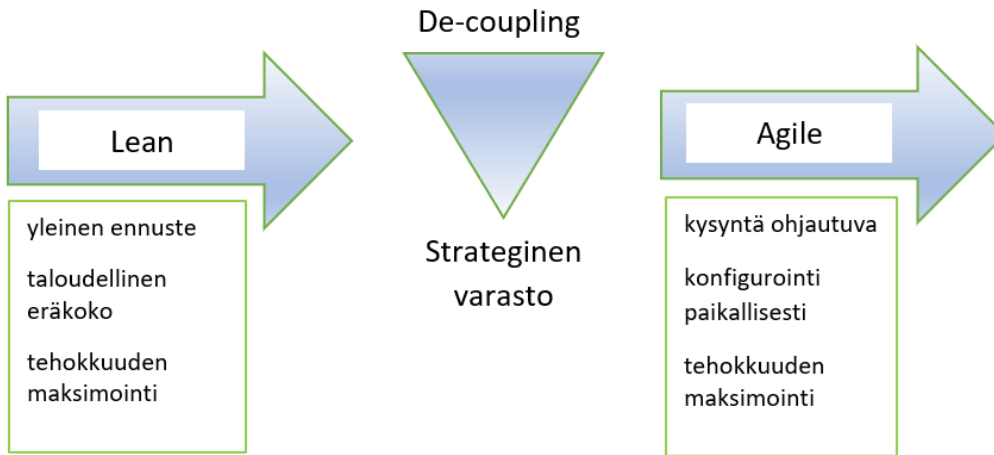 De-coupling
Lean
yleinen ennuste
taloudellinen
eräkoko
tehokkuuden
maksimointi
Strateginen
varasto
Agile
kysyntä ohjautuva
konfigurointi
paikallisesti
tehokkuuden
maksimointi